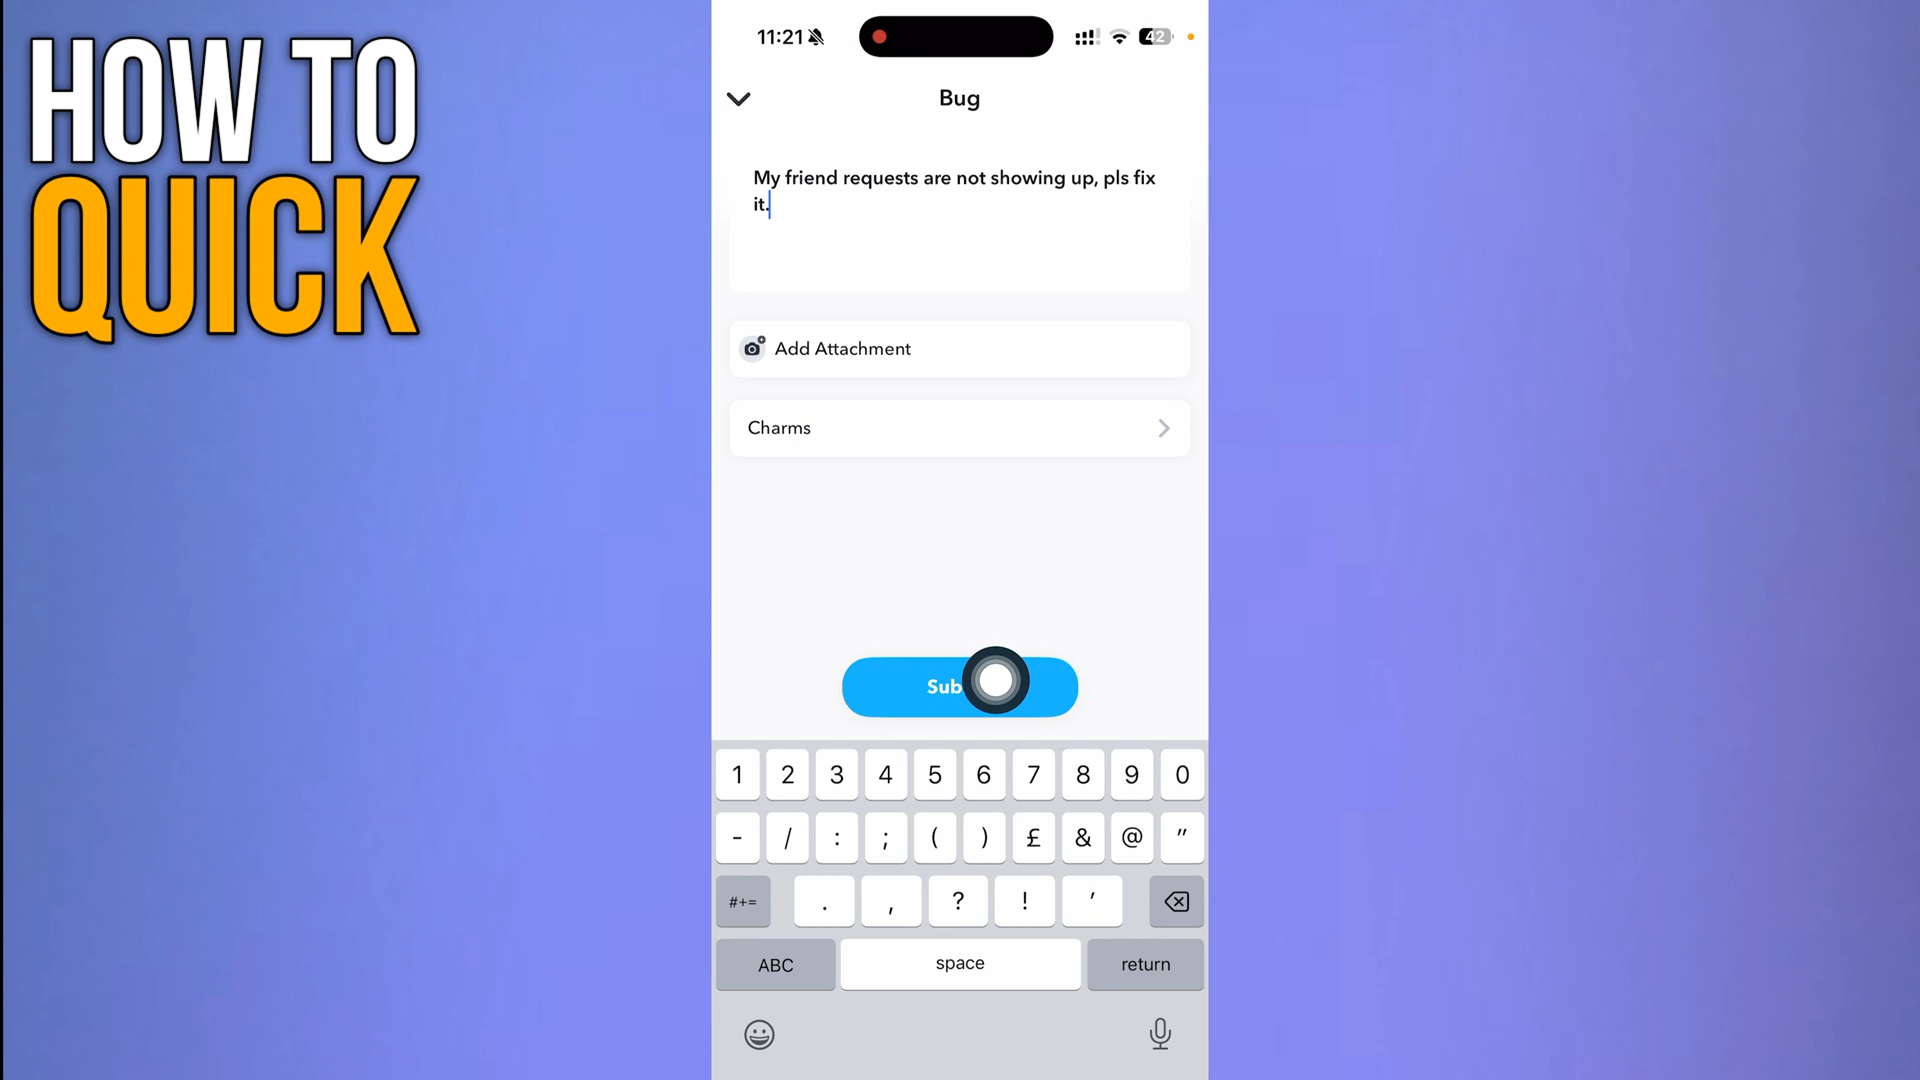 HOW TO
QUICK
11:21
42
Bug
My friend requests are not showing up, pls fix
it.
Add Attachment
Charms
Sub
1 2 3 4 5 6 7 8 9 0
- / : ; ( ) £ & @ "
#+= . , ? ! '
ABC space return